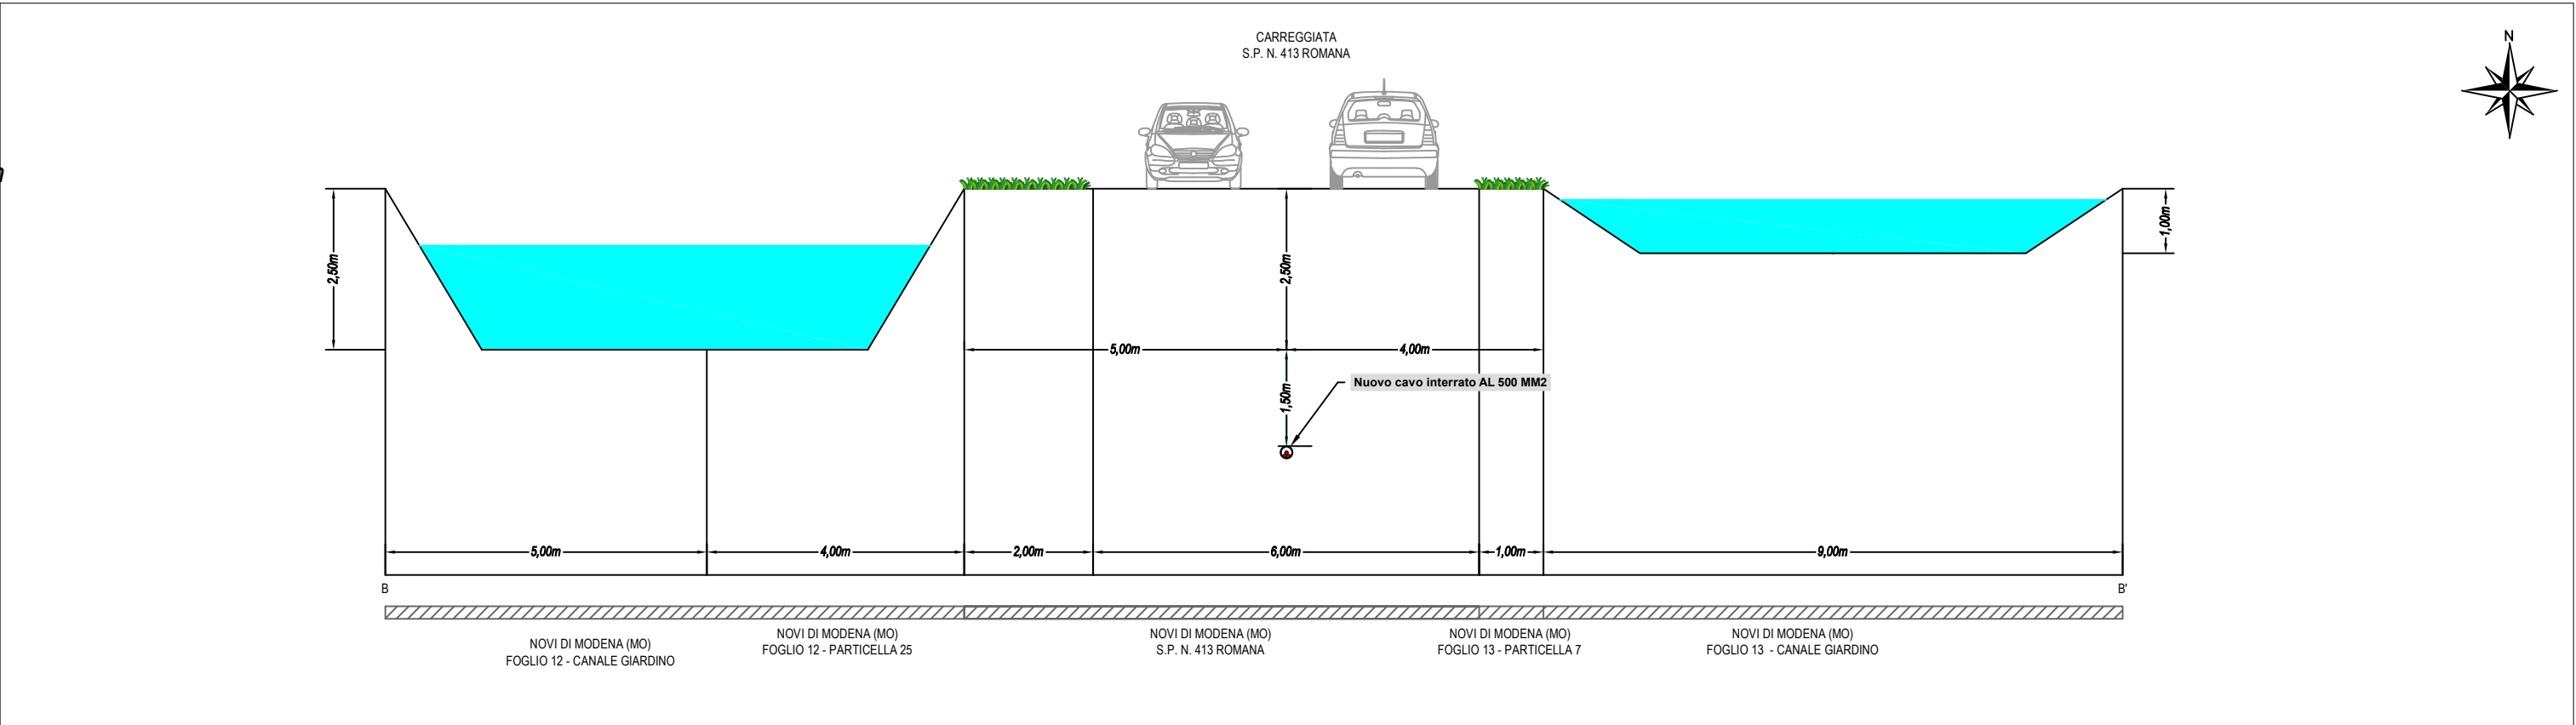 CARREGGIATA
S.P. N. 413 ROMANA
N
2,50m
2,50m
1,00m
5,00m
4,00m
1,50m
Nuovo cavo interrato AL 500 MM2
5,00m
4,00m
2,00m
6,00m
1,00m
9,00m
B
B'
NOVI DI MODENA (MO)
FOGLIO 12 - CANALE GIARDINO
NOVI DI MODENA (MO)
FOGLIO 12 - PARTICELLA 25
NOVI DI MODENA (MO)
S.P. N. 413 ROMANA
NOVI DI MODENA (MO)
FOGLIO 13 - PARTICELLA 7
NOVI DI MODENA (MO)
FOGLIO 13 - CANALE GIARDINO